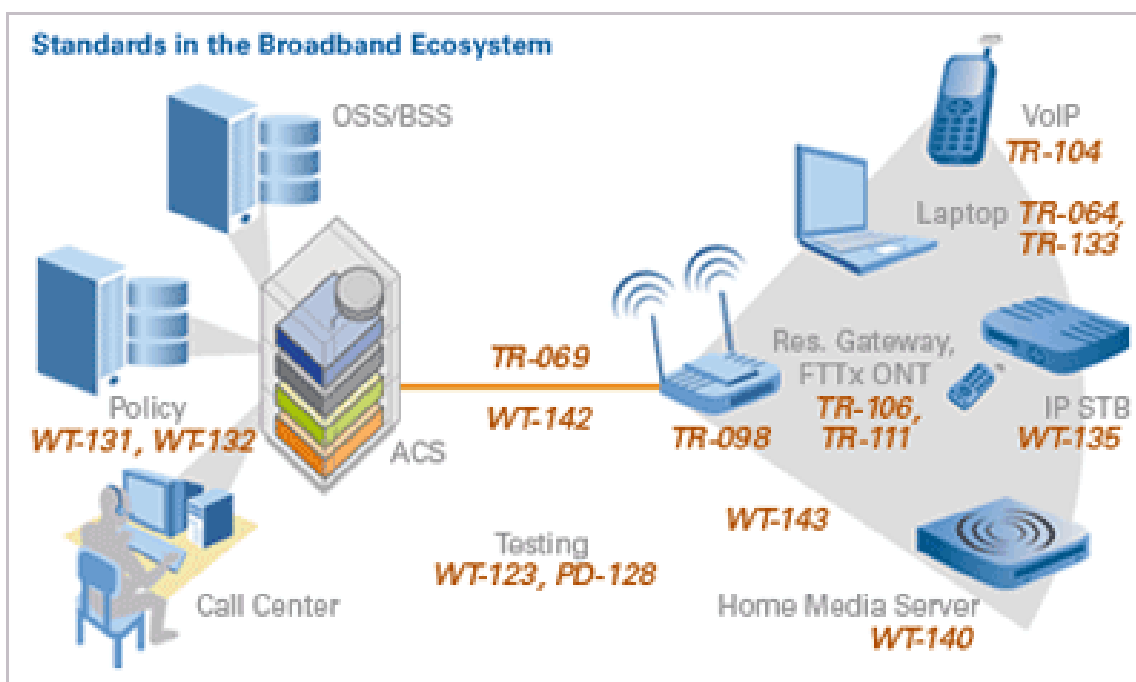 Standards in the Broadband Ecosystem
OSS/BSS
VoIP
TR-104
Laptop TR-064,
TR-133
Policy
WT-131, WT-132
ACS
TR-069
WT-142
TR-098
Res. Gateway,
FTTx ONT
TR-106,
TR-111
IP STB
WT-135
WT-143
Testing
WT-123, PD-128
Call Center
Home Media Server
WT-140